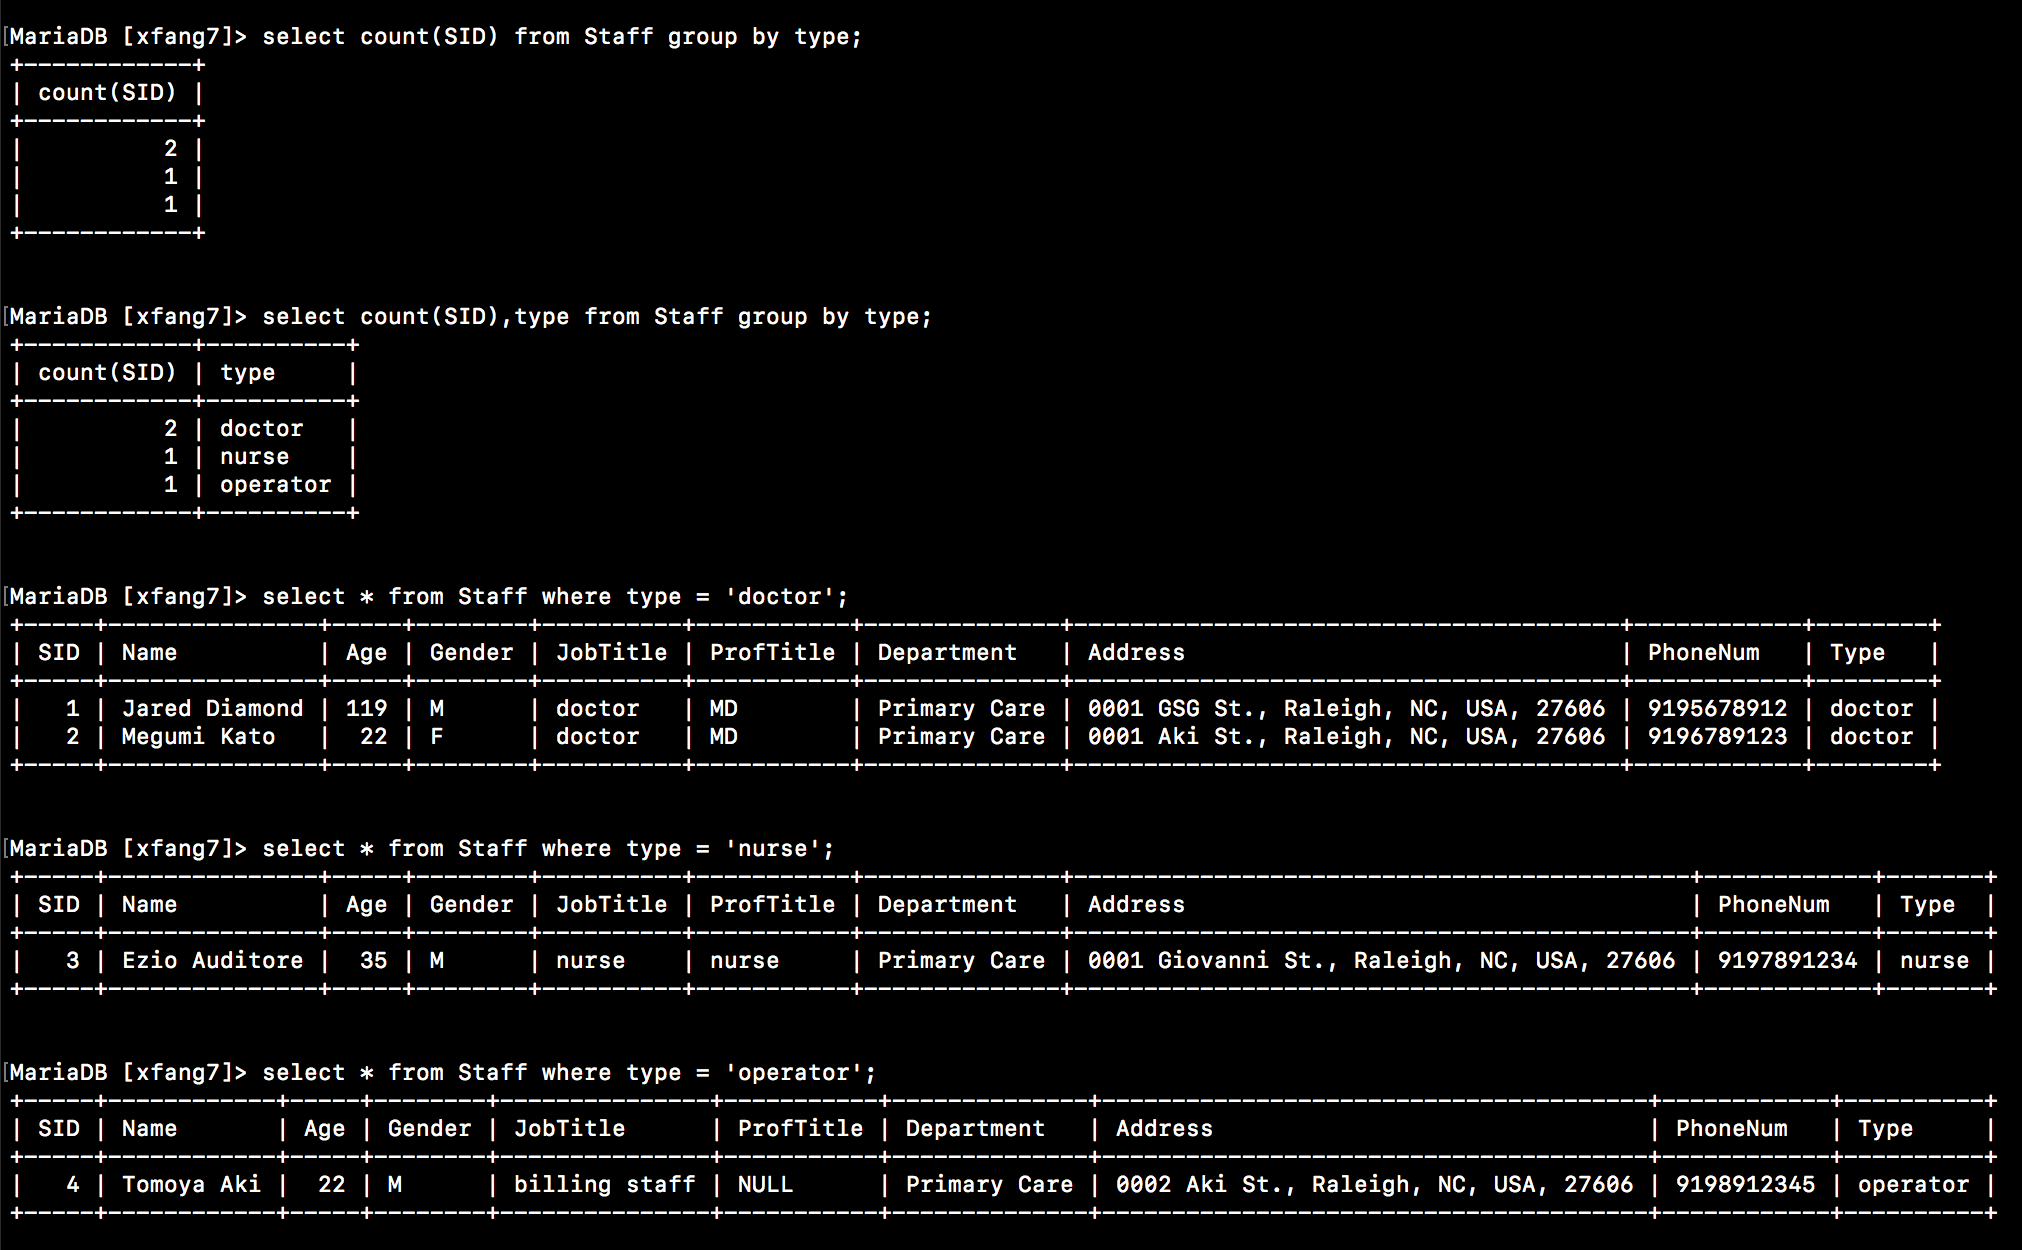 [MariaDB [xfang7]> select count(SID) from Staff group by type;
+------------+
| count(SID) |
+------------+
|          2 |
|          1 |
|          1 |
+------------+
[MariaDB [xfang7]> select count(SID),type from Staff group by type;
+------------+----------+
| count(SID) | type     |
+------------+----------+
|          2 | doctor   |
|          1 | nurse    |
|          1 | operator |
+------------+----------+
[MariaDB [xfang7]> select * from Staff where type = 'doctor';
+-----+---------------+-----+--------+----------+-----------+--------------+---------------------------------------+------------+--------+
| SID | Name          | Age | Gender | JobTitle | ProfTitle | Department   | Address                               | PhoneNum   | Type   |
+-----+---------------+-----+--------+----------+-----------+--------------+---------------------------------------+------------+--------+
|   1 | Jared Diamond | 119 | M      | doctor   | MD        | Primary Care | 0001 GSG St., Raleigh, NC, USA, 27606 | 9195678912 | doctor |
|   2 | Megumi Kato   |  22 | F      | doctor   | MD        | Primary Care | 0001 Aki St., Raleigh, NC, USA, 27606 | 9196789123 | doctor |
+-----+---------------+-----+--------+----------+-----------+--------------+---------------------------------------+------------+--------+
[MariaDB [xfang7]> select * from Staff where type = 'nurse';
+-----+---------------+-----+--------+----------+-----------+--------------+--------------------------------------------+------------+-------+
| SID | Name          | Age | Gender | JobTitle | ProfTitle | Department   | Address                                    | PhoneNum   | Type  |
+-----+---------------+-----+--------+----------+-----------+--------------+--------------------------------------------+------------+-------+
|   3 | Ezio Auditore |  35 | M      | nurse    | nurse     | Primary Care | 0001 Giovanni St., Raleigh, NC, USA, 27606 | 9197891234 | nurse |
+-----+---------------+-----+--------+----------+-----------+--------------+--------------------------------------------+------------+-------+
[MariaDB [xfang7]> select * from Staff where type = 'operator';
+-----+------------+-----+--------+---------------+-----------+--------------+---------------------------------------+------------+----------+
| SID | Name       | Age | Gender | JobTitle      | ProfTitle | Department   | Address                               | PhoneNum   | Type     |
+-----+------------+-----+--------+---------------+-----------+--------------+---------------------------------------+------------+----------+
|   4 | Tomoya Aki |  22 | M      | billing staff | NULL      | Primary Care | 0002 Aki St., Raleigh, NC, USA, 27606 | 9198912345 | operator |
+-----+------------+-----+--------+---------------+-----------+--------------+---------------------------------------+------------+----------+